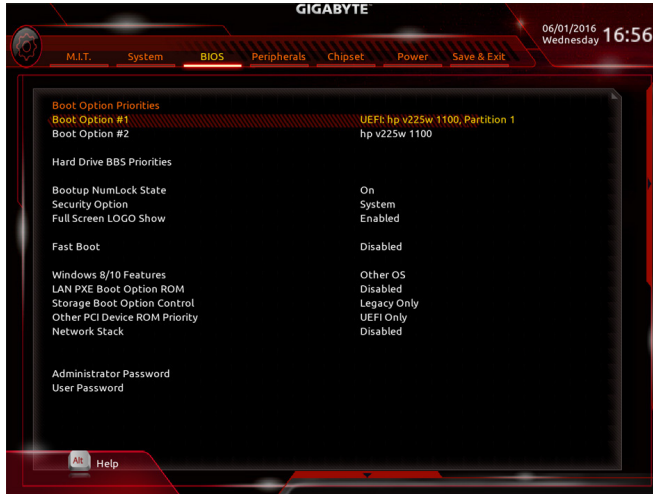 GIGABYTE
06/01/2016
Wednesday 16:56
M.I.T. System BIOS Peripherals Chipset Power Save & Exit
Boot Option Priorities
Boot Option #1 UEFI: hp v225w 1100, Partition 1
Boot Option #2 hp v225w 1100
Hard Drive BBS Priorities
Bootup NumLock State On
Security Option System
Full Screen LOGO Show Enabled
Fast Boot Disabled
Windows 8/10 Features Other OS
LAN PXE Boot Option ROM Disabled
Storage Boot Option Control Legacy Only
Other PCI Device ROM Priority UEFI Only
Network Stack Disabled
Administrator Password
User Password
Alt Help